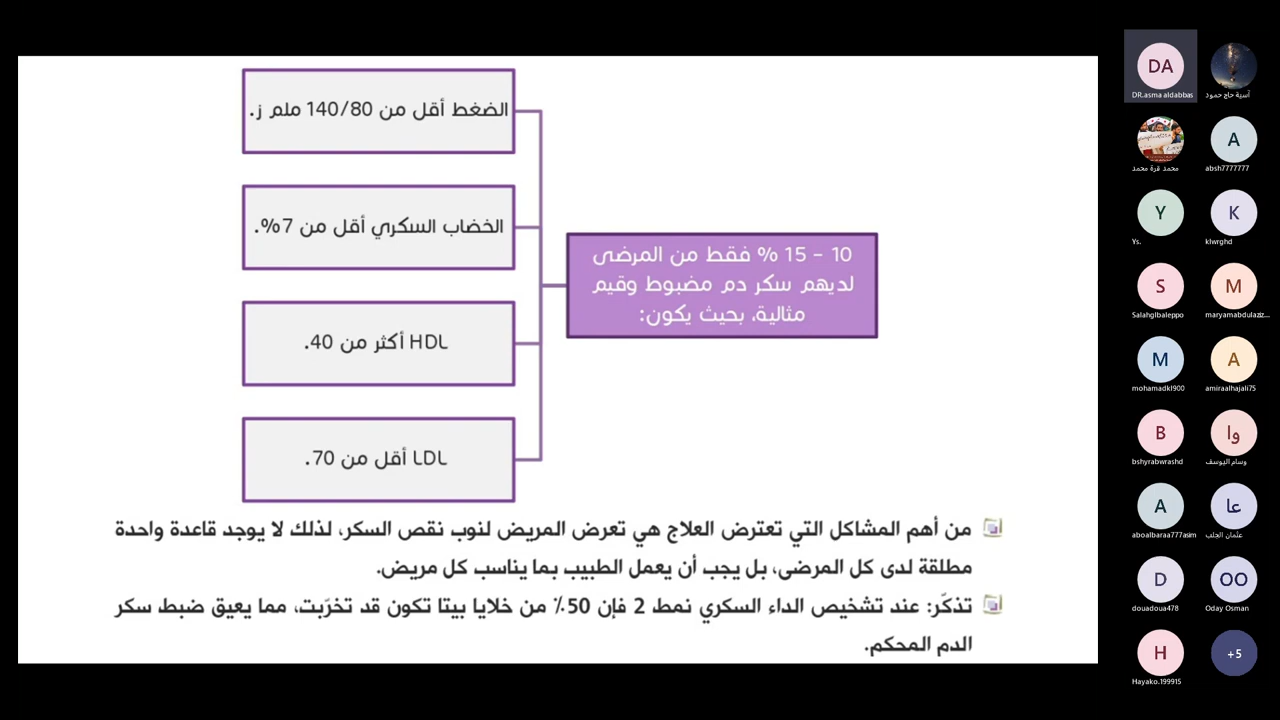 الضغط أقل من 140/80 ملم ز.
الخضاب السكري أقل من 7%.
HDL أكثر من 40.
LDL أقل من 70.
10 – 15 % فقط من المرضى
لديهم سكر دم مضبوط وقيم
مثالية، بحيث يكون:
من أهم المشاكل التي تعترض العلاج هي تعرض المريض لنوب نقص السكر، لذلك لا يوجد قاعدة واحدة
مطلقة لدى كل المرضى، بل يجب أن يعمل الطبيب بما يناسب كل مريض.
تذكّر: عند تشخيص الداء السكري نمط 2 فإن 50٪ من خلايا بيتا تكون قد تخرّبت، مما يعيق ضبط سكر
الدم المحكم.
DA
DR.asma aldabbas
آسية حاج حمود
محمد قرة محمد
A
absh7777777
Y
Ys.
K
klwrghd
S
Salahglbaleppo
M
maryamabdulaziz...
M
mohamadkl900
A
amiraalhajali75
B
bshyrabwrashd
وا
وسام اليوسف
A
aboalbaraa777asim
عا
عثمان الجلب
D
douadoua478
OO
Oday Osman
H
Hayako.199915
+5